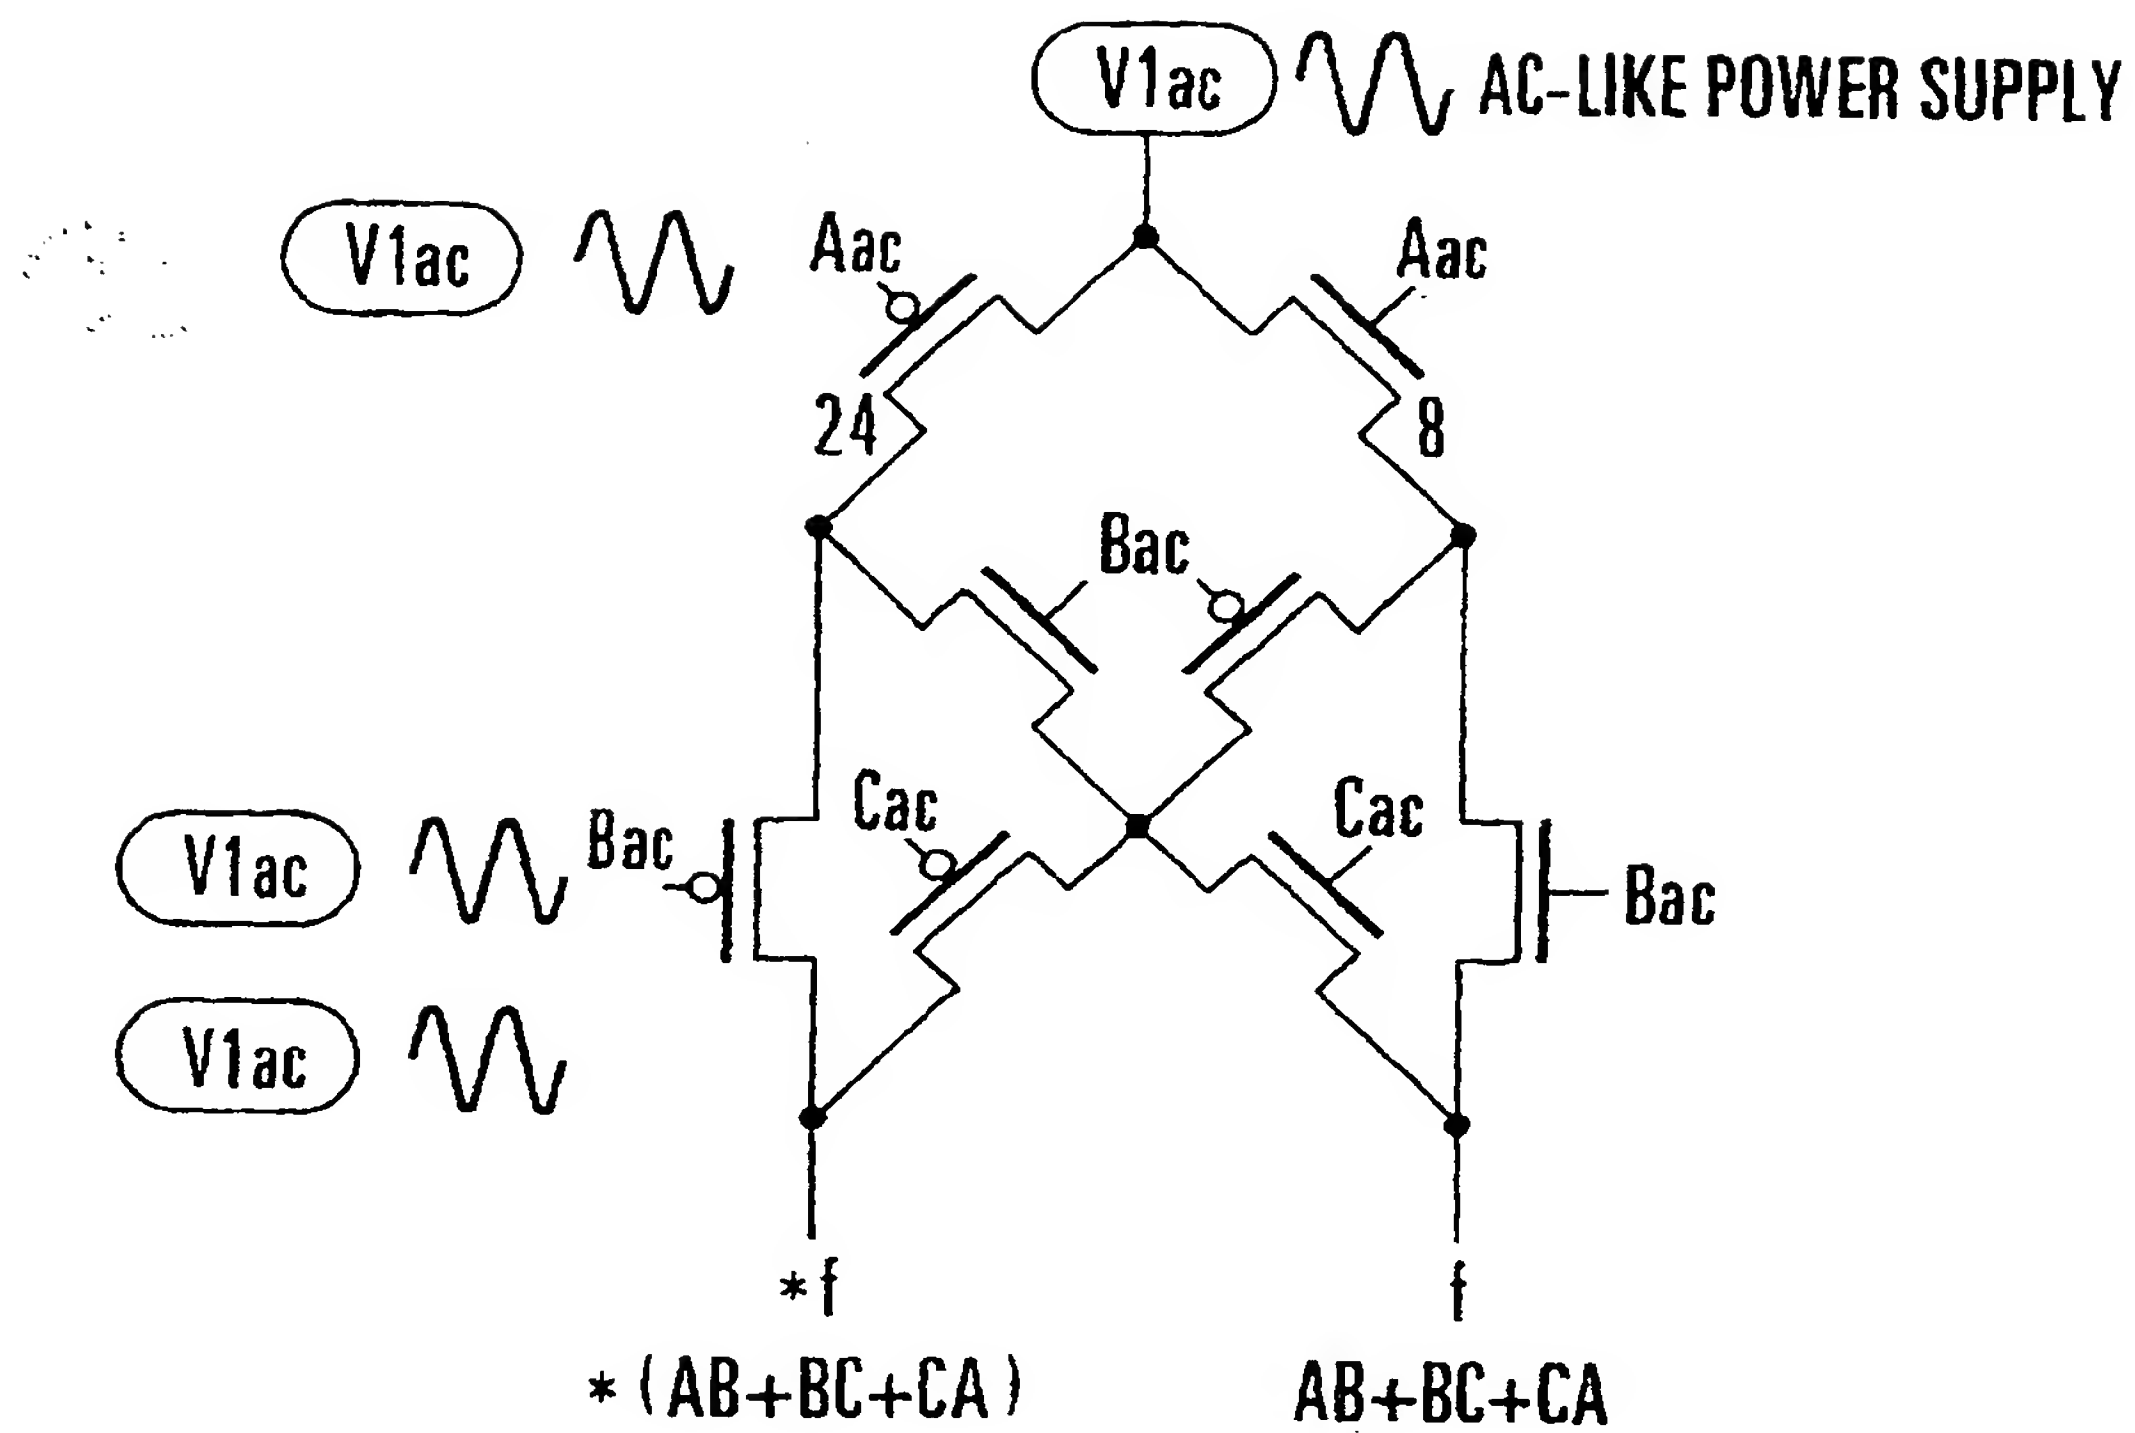 V1ac AC-LIKE POWER SUPPLY
V1ac Aac Aac
24 8
Bac
V1ac Bac Cac Cac Bac
V1ac
*f f
*(AB+BC+CA) AB+BC+CA